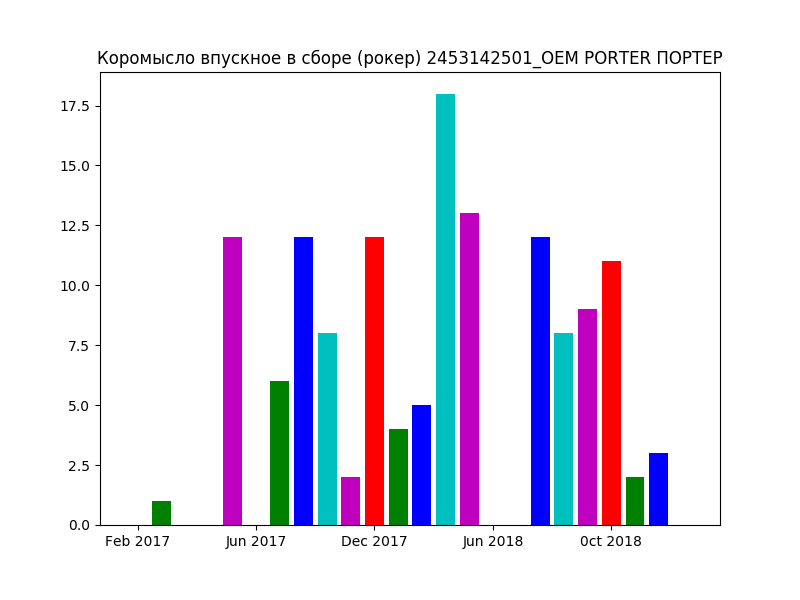 Коромысло впускное в сборе (рокер) 2453142501_OEM PORTER ПОРТЕР
17.5
15.0
12.5
10.0
7.5
5.0
2.5
0.0
Feb 2017
Jun 2017
Dec 2017
Jun 2018
0ct 2018